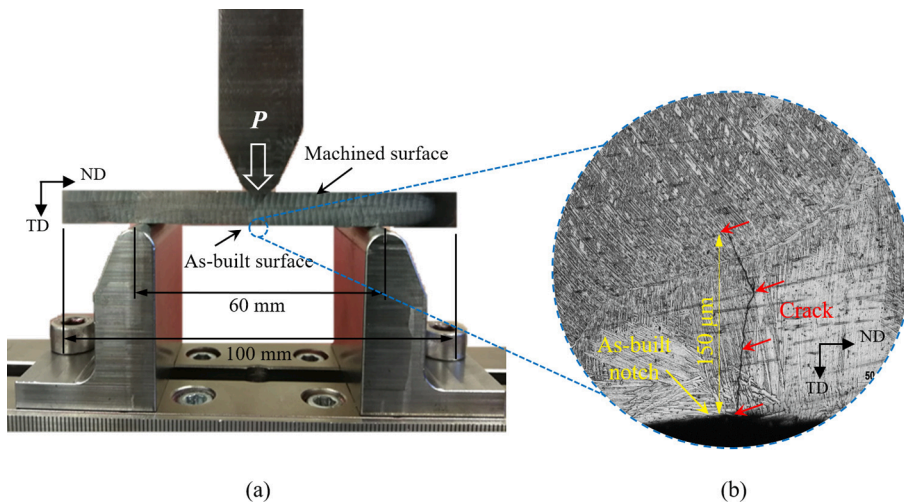 P
Machined surface
ND
TD
As-built surface
60 mm
100 mm
150 µm
Crack
As-built
notch
ND
TD
50
(a)
(b)